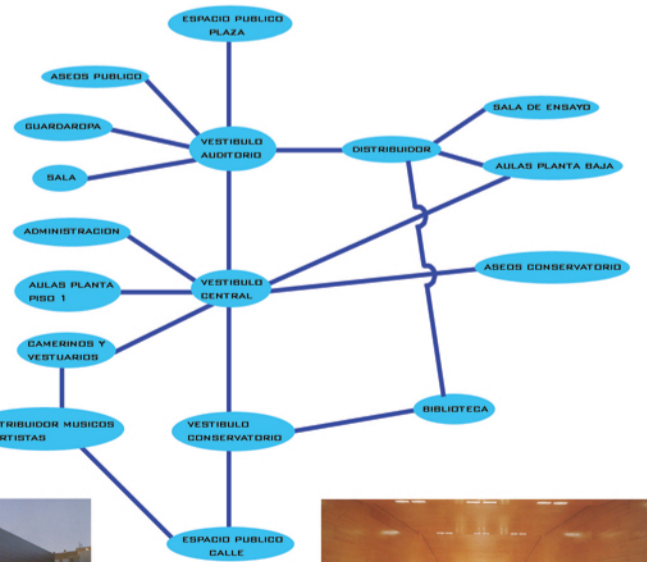 ESPACIO PUBLICO
PLAZA
ASEOS PUBLICO
SALA DE ENSAYO
GUARDAROPA
VESTIBULO
AUDITORIO
DISTRIBUIDOR
AULAS PLANTA BAJA
SALA
ADMINISTRACION
ASEOS CONSERVATORIO
AULAS PLANTA
PISO 1
VESTIBULO
CENTRAL
CAMERINOS Y
VESTUARIOS
BIBLIOTECA
TRIBUIDOR MUSICOS
RTISTAS
VESTIBULO
CONSERVATORIO
ESPACIO PUBLICO
CALLE